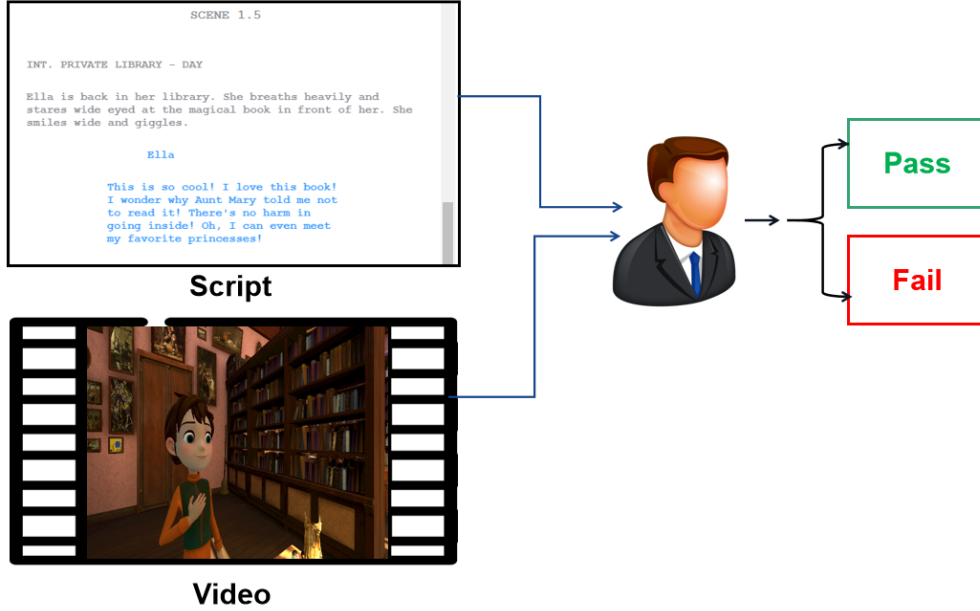 SCENE 1.5
INT. PRIVATE LIBRARY - DAY
Ella is back in her library. She breaths heavily and
stares wide eyed at the magical book in front of her. She
smiles wide and giggles.
Ella
This is so cool! I love this book!
I wonder why Aunt Mary told me not
to read it! There's no harm in
going inside! Oh, I can even meet
my favorite princesses!
Script
Video
Pass
Fail